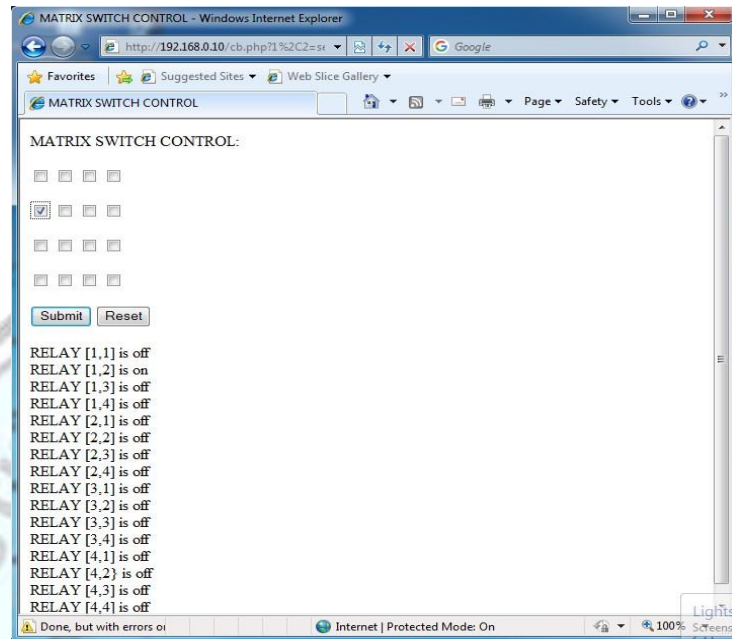 MATRIX SWITCH CONTROL - Windows Internet Explorer
http://192.168.0.10/cb.php?1%2C2=se
Google
Favorites Suggested Sites Web Slice Gallery
MATRIX SWITCH CONTROL Page Safety Tools
MATRIX SWITCH CONTROL:
Submit Reset
RELAY [1,1] is off
RELAY [1,2] is on
RELAY [1,3] is off
RELAY [1,4] is off
RELAY [2,1] is off
RELAY [2,2] is off
RELAY [2,3] is off
RELAY [2,4] is off
RELAY [3,1] is off
RELAY [3,2] is off
RELAY [3,3] is off
RELAY [3,4] is off
RELAY [4,1] is off
RELAY [4,2} is off
RELAY [4,3] is off
RELAY [4,4] is off
Lights
Done, but with errors o Internet | Protected Mode: On 100% Screens